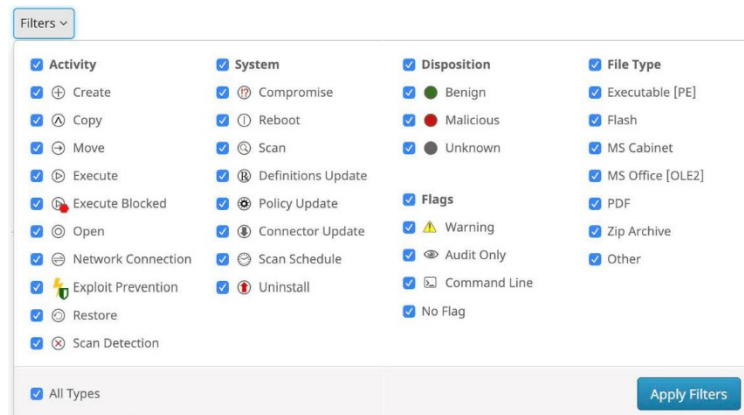 Filters
Activity
Create
Copy
Move
Execute
Execute Blocked
Open
Network Connection
Exploit Prevention
Restore
Scan Detection
System
Compromise
Reboot
Scan
Definitions Update
Policy Update
Connector Update
Scan Schedule
Uninstall
Disposition
Benign
Malicious
Unknown
Flags
Warning
Audit Only
Command Line
No Flag
File Type
Executable [PE]
Flash
MS Cabinet
MS Office [OLE2]
PDF
Zip Archive
Other
All Types
Apply Filters